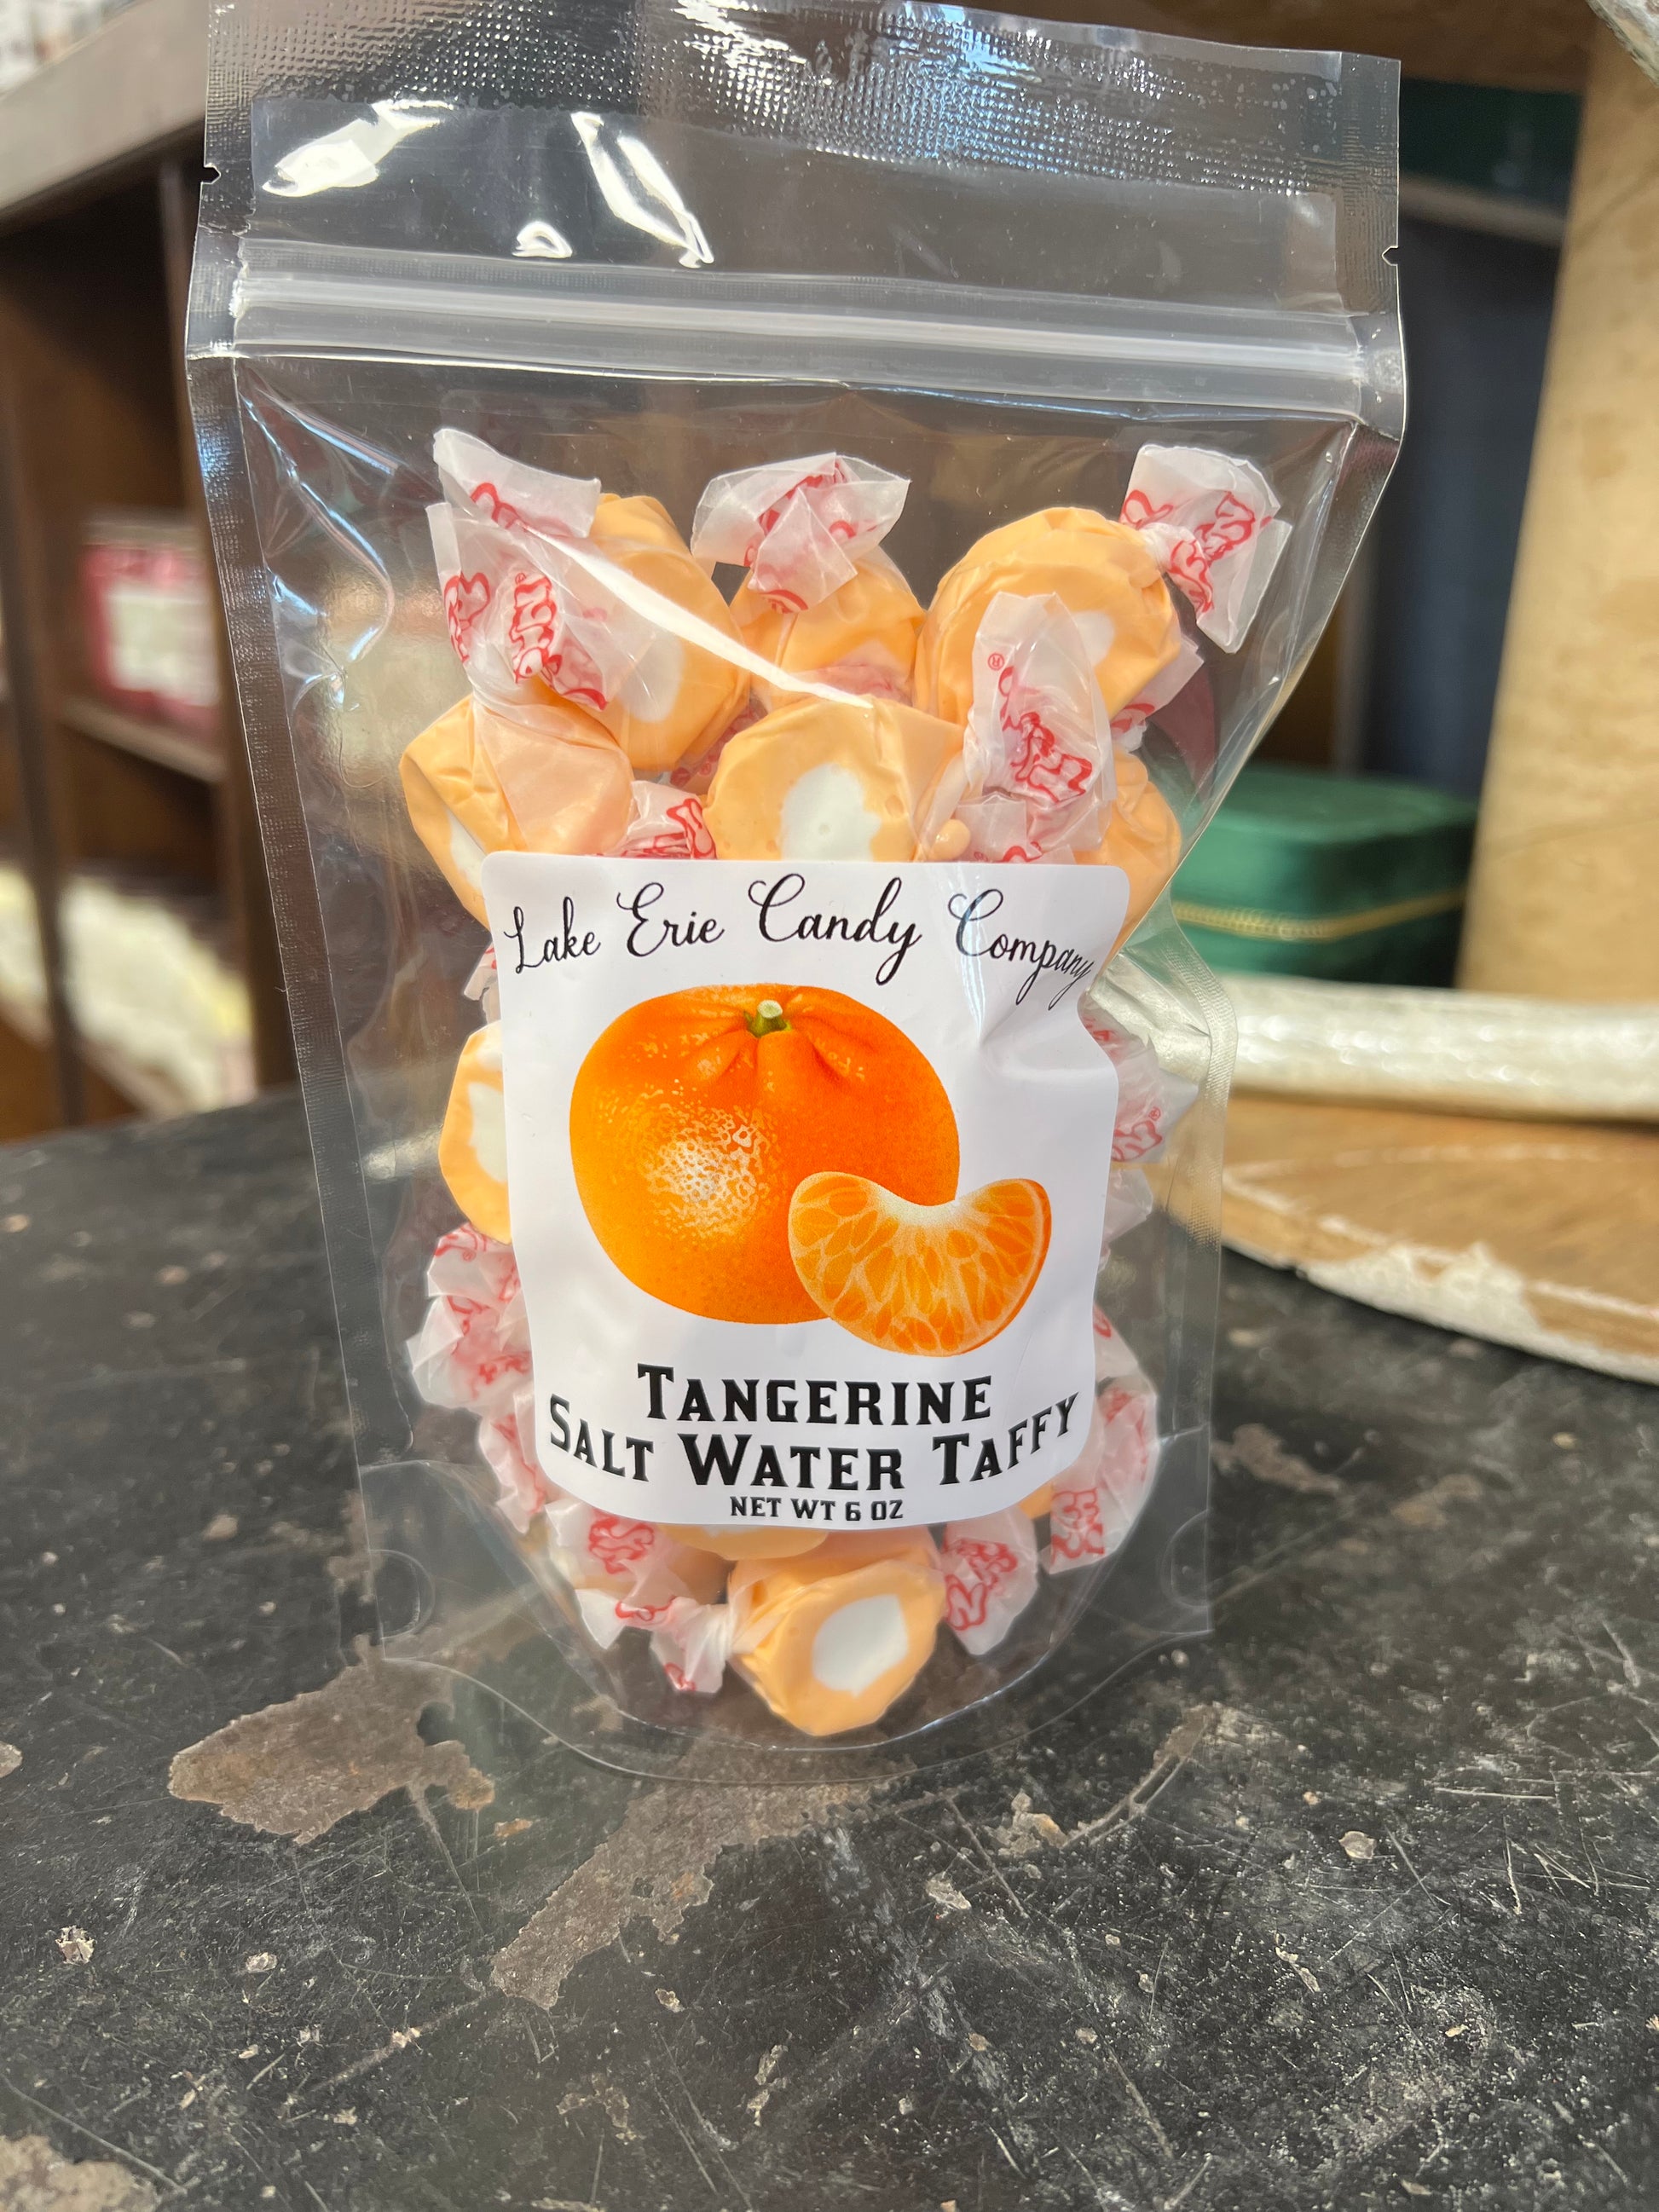 Lake Erie Candy Company
TANGERINE
SALT WATER TAFFY
NET WT 6 OZ